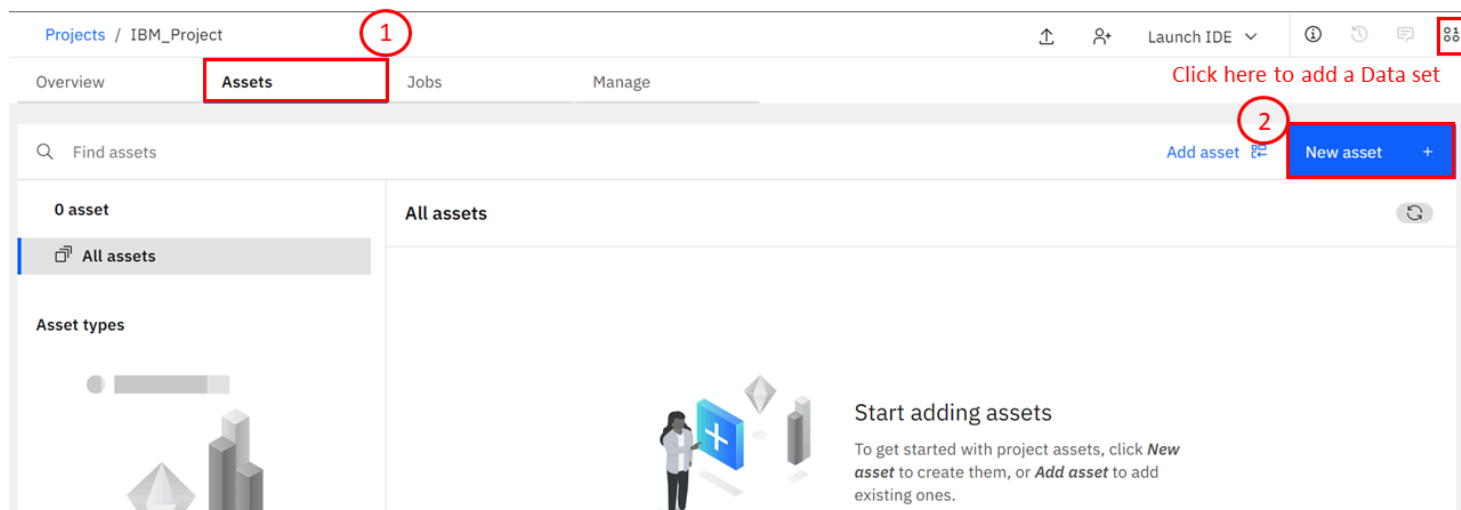 Projects / IBM_Project
1
Launch IDE
Overview
Assets
Jobs
Manage
Click here to add a Data set
2
Find assets
Add asset
New asset +
0 asset
All assets
All assets
Asset types
Start adding assets
To get started with project assets, click New
asset to create them, or Add asset to add
existing ones.